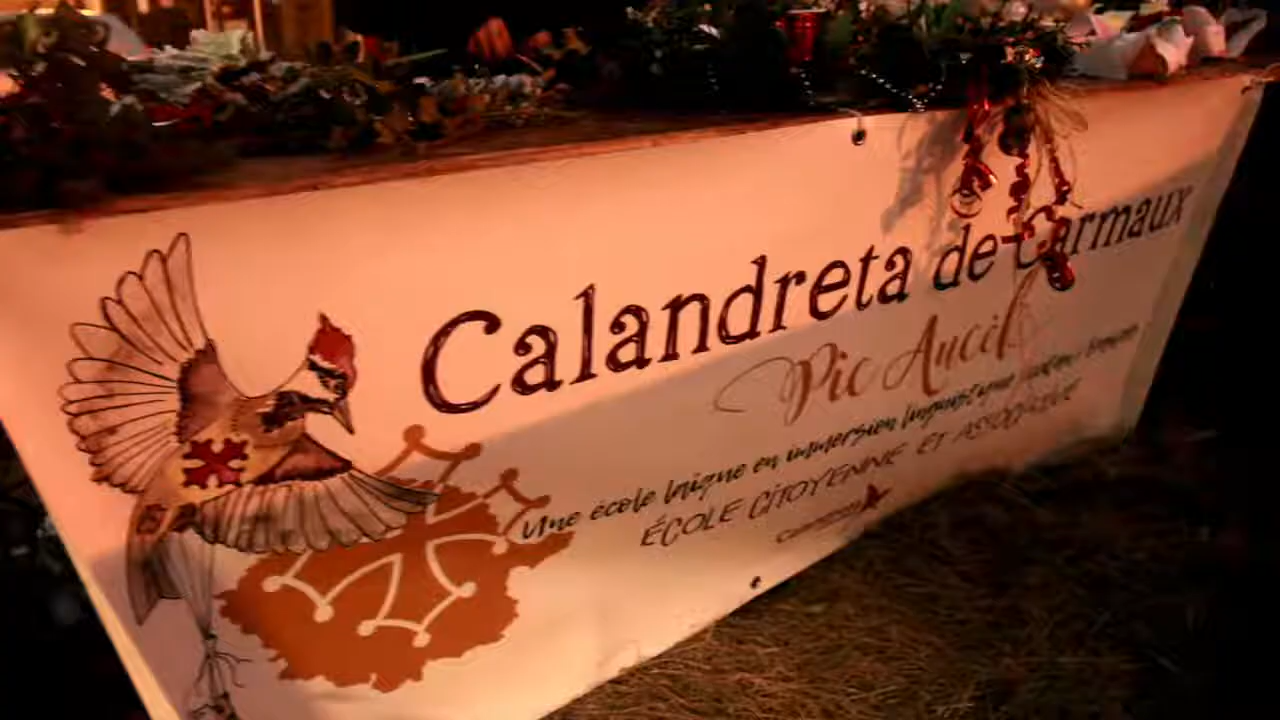 Calandreta de Carmaux
Pic Aucèl
Une école laïque en immersion linguistique
ÉCOLE CITOYENNE ET ASSOCIATIVE